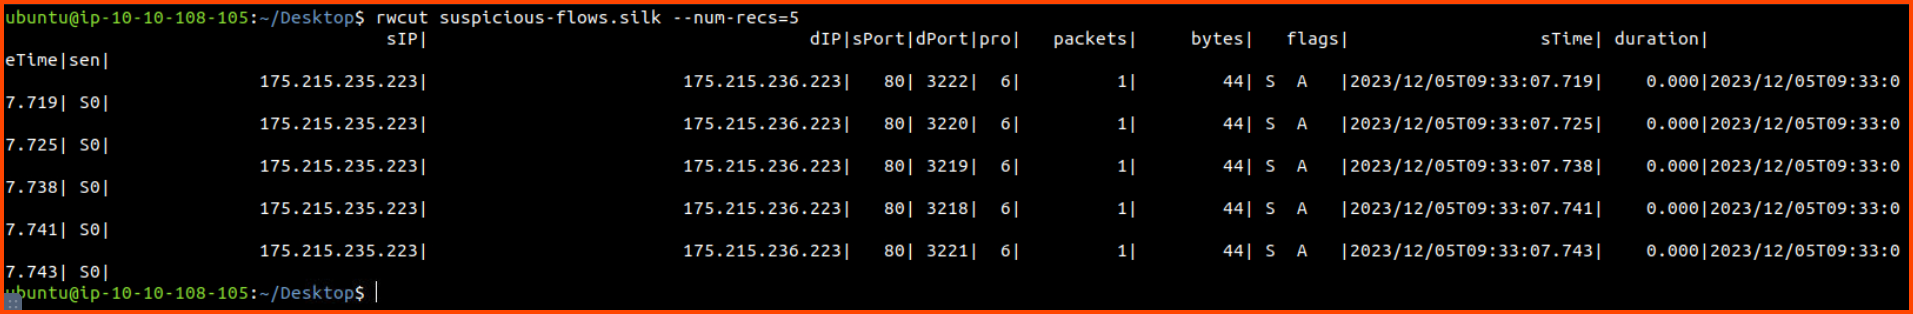 ubuntu@ip-10-10-108-105:~/Desktop$ rwcut suspicious-flows.silk --num-recs=5
sIP| dIP|sPort|dPort|pro| packets| bytes| flags| sTime| duration|
eTime|sen|
175.215.235.223| 175.215.236.223| 80| 3222| 6| 1| 44| S A |2023/12/05T09:33:07.719| 0.000|2023/12/05T09:33:0
7.719| S0|
175.215.235.223| 175.215.236.223| 80| 3220| 6| 1| 44| S A |2023/12/05T09:33:07.725| 0.000|2023/12/05T09:33:0
7.725| S0|
175.215.235.223| 175.215.236.223| 80| 3219| 6| 1| 44| S A |2023/12/05T09:33:07.738| 0.000|2023/12/05T09:33:0
7.738| S0|
175.215.235.223| 175.215.236.223| 80| 3218| 6| 1| 44| S A |2023/12/05T09:33:07.741| 0.000|2023/12/05T09:33:0
7.741| S0|
175.215.235.223| 175.215.236.223| 80| 3221| 6| 1| 44| S A |2023/12/05T09:33:07.743| 0.000|2023/12/05T09:33:0
7.743| S0|
ubuntu@ip-10-10-108-105:~/Desktop$